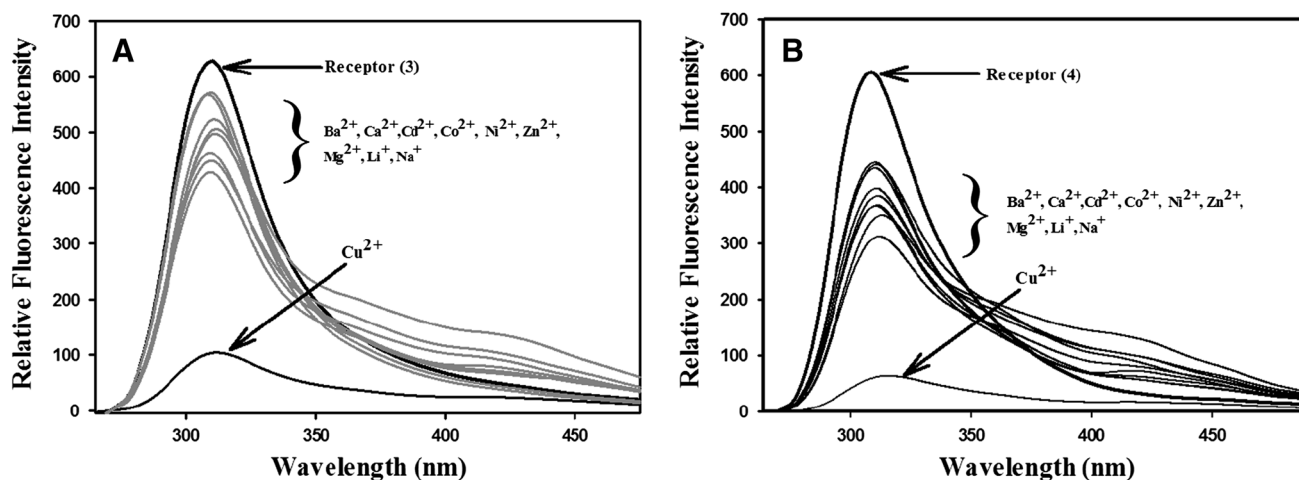 A
700
600
500
400
300
200
100
0
Relative Fluorescence Intensity
Receptor (3)
Ba²⁺, Ca²⁺,Cd²⁺, Co²⁺, Ni²⁺, Zn²⁺,
Mg²⁺, Li⁺, Na⁺
Cu²⁺
300 350 400 450
Wavelength (nm)
B
700
600
500
400
300
200
100
0
Relative Fluorescence Intensity
Receptor (4)
Ba²⁺, Ca²⁺,Cd²⁺, Co²⁺, Ni²⁺, Zn²⁺,
Mg²⁺, Li⁺, Na⁺
Cu²⁺
300 350 400 450
Wavelength (nm)